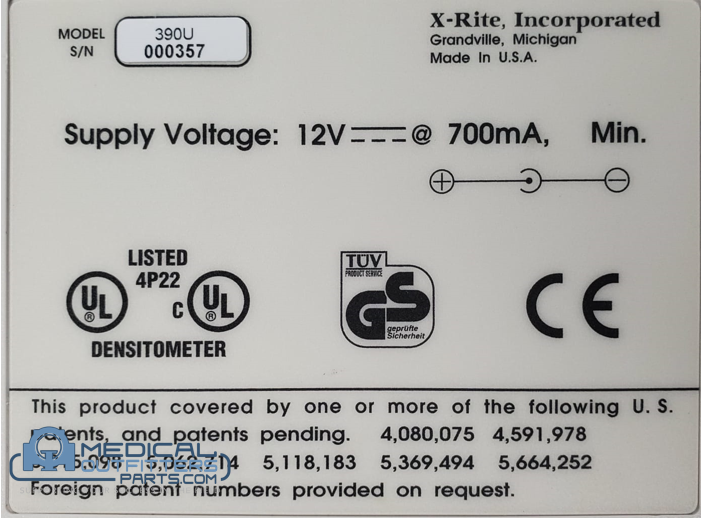 MODEL 390U
S/N 000357
X-Rite, Incorporated
Grandville, Michigan
Made In U.S.A.
Supply Voltage: 12V @ 700mA, Min.
LISTED
4P22
UL ® C UL ®
DENSITOMETER
TÜV
PRODUCT SERVICE
GS
geprüfte
Sicherheit
CE
This product covered by one or more of the following U. S.
patents, and patents pending. 4,080,075 4,591,978
5,118,183 5,369,494 5,664,252
Foreign patent numbers provided on request.
MEDICAL
OUTFITTERS
PARTS.COM